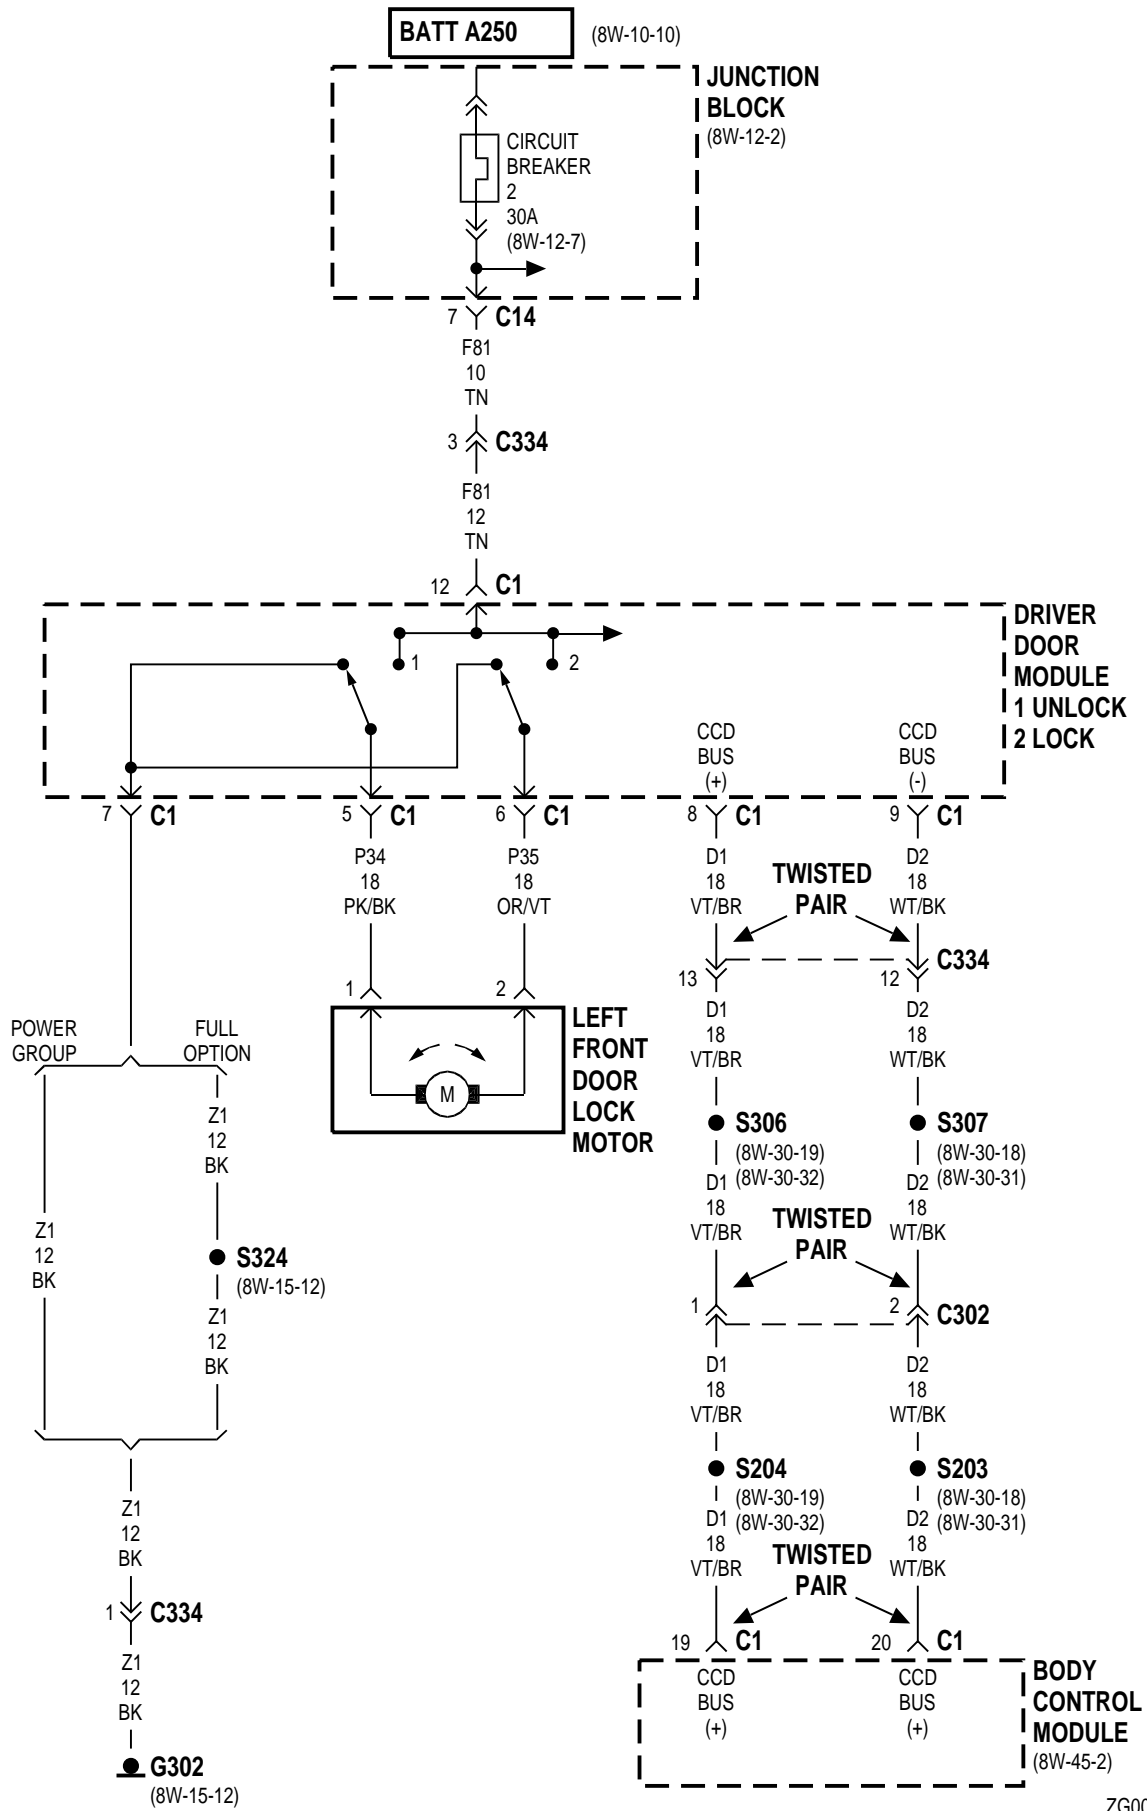 BATT A250
(8W-10-10)
JUNCTION
BLOCK
(8W-12-2)
CIRCUIT
BREAKER
2
30A
(8W-12-7)
7
C14
F81
10
TN
3
C334
F81
12
TN
12
C1
DRIVER
DOOR
MODULE
1 UNLOCK
2 LOCK
1
2
CCD
BUS
(+)
CCD
BUS
(-)
7
C1
5
C1
6
C1
8
C1
9
C1
P34
18
PK/BK
P35
18
OR/VT
D1
18
VT/BR
TWISTED
PAIR
D2
18
WT/BK
13
12
C334
1
2
LEFT
FRONT
DOOR
LOCK
MOTOR
M
POWER
GROUP
FULL
OPTION
Z1
12
BK
Z1
12
BK
S324
(8W-15-12)
Z1
12
BK
D1
18
VT/BR
D2
18
WT/BK
S306
(8W-30-19)
(8W-30-32)
S307
(8W-30-18)
(8W-30-31)
D1
18
VT/BR
TWISTED
PAIR
D2
18
WT/BK
1
2
C302
D1
18
VT/BR
D2
18
WT/BK
S204
(8W-30-19)
(8W-30-32)
S203
(8W-30-18)
(8W-30-31)
D1
18
VT/BR
TWISTED
PAIR
D2
18
WT/BK
19
C1
20
C1
CCD
BUS
(+)
CCD
BUS
(+)
BODY
CONTROL
MODULE
(8W-45-2)
Z1
12
BK
1
C334
Z1
12
BK
G302
(8W-15-12)